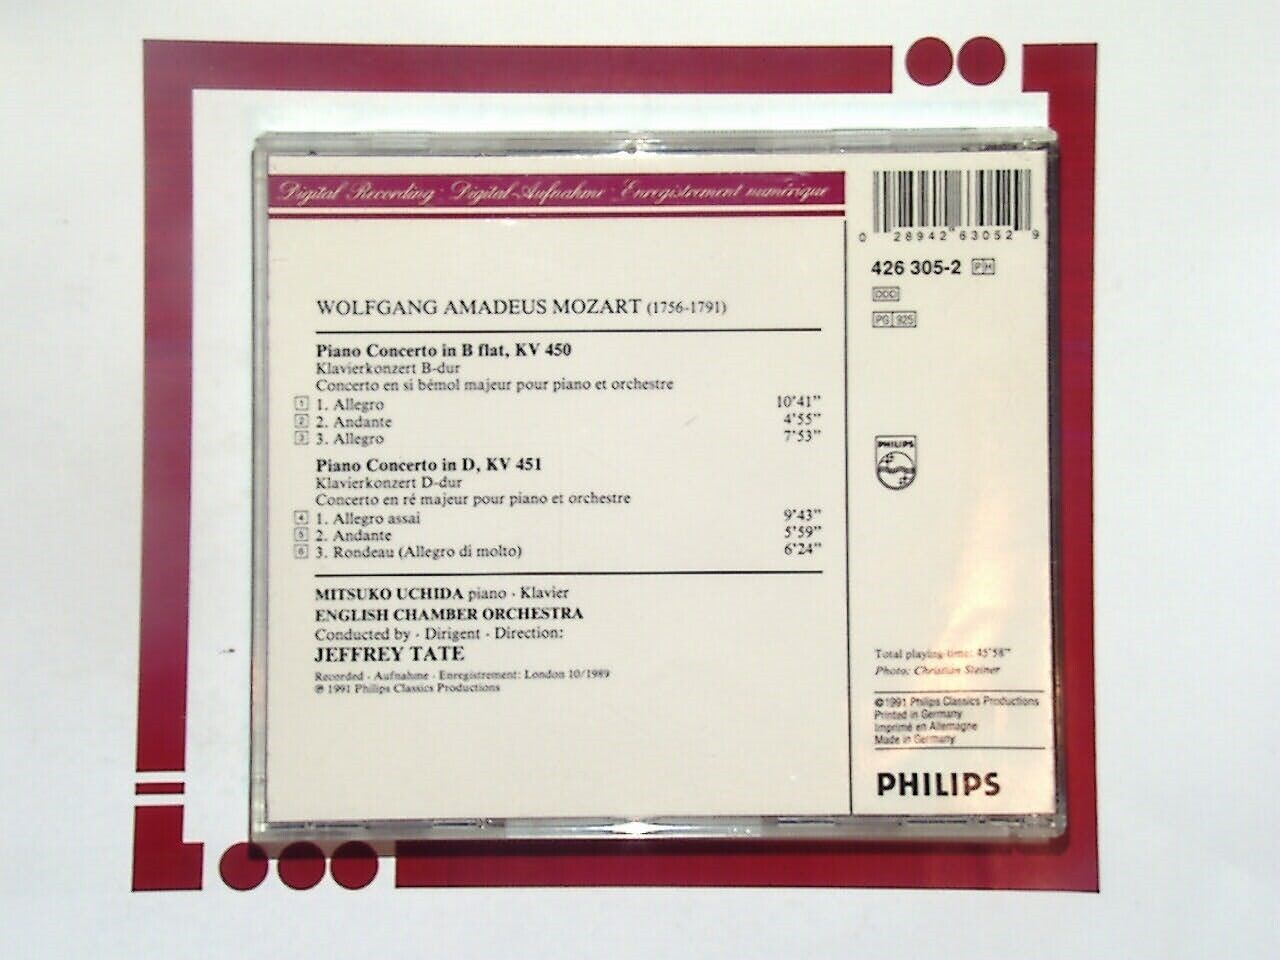 Digital Recording · Digital-Aufnahme · Enregistrement numérique
WOLFGANG AMADEUS MOZART (1756-1791)
Piano Concerto in B flat, KV 450
Klavierkonzert B-dur
Concerto en si bémol majeur pour piano et orchestre
1 1. Allegro 10'41"
2 2. Andante 4'55"
3 3. Allegro 7'53"
Piano Concerto in D, KV 451
Klavierkonzert D-dur
Concerto en ré majeur pour piano et orchestre
4 1. Allegro assai 9'43"
5 2. Andante 5'59"
6 3. Rondeau (Allegro di molto) 6'24"
MITSUKO UCHIDA piano · Klavier
ENGLISH CHAMBER ORCHESTRA
Conducted by · Dirigent · Direction:
JEFFREY TATE
Recorded · Aufnahme · Enregistrement: London 10/1989
℗ 1991 Philips Classics Productions
0 28942 63052 9
426 305-2 PH
DDD
PG 925
PHILIPS
Total playing-time: 45'58"
Photo: Christian Steiner
©1991 Philips Classics Productions
Printed in Germany
Imprimé en Allemagne
Made in Germany
PHILIPS